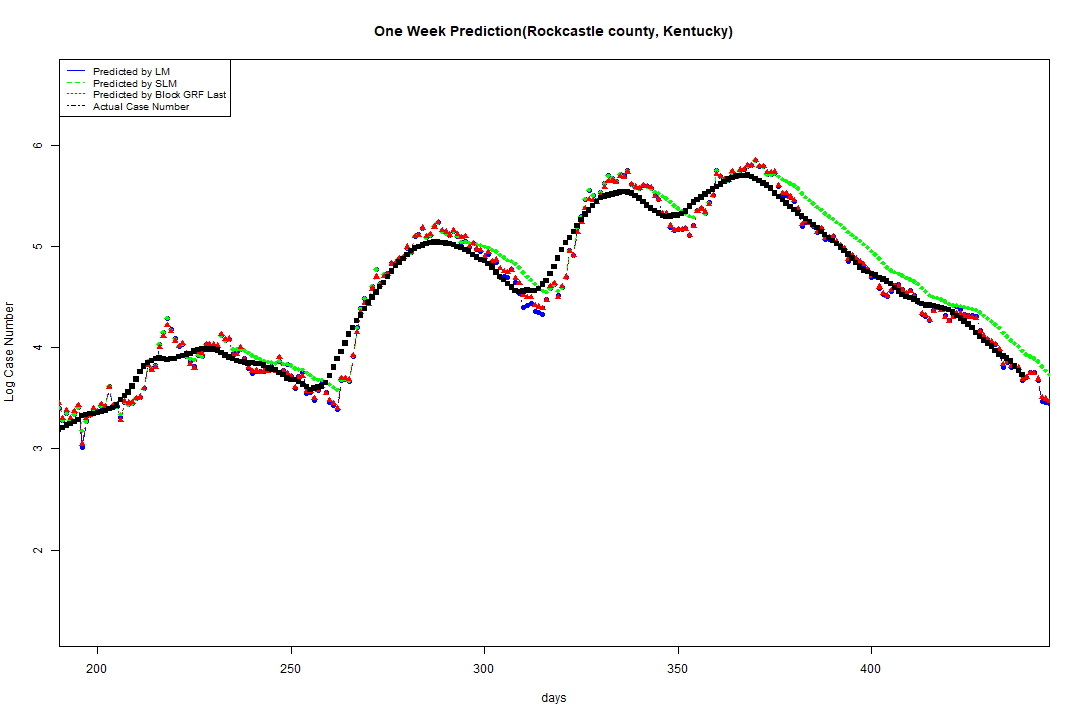 One Week Prediction(Rockcastle county, Kentucky)
Predicted by LM
Predicted by SLM
Predicted by Block GRF Last
Actual Case Number
6
5
4
3
2
Log Case Number
200 250 300 350 400
days